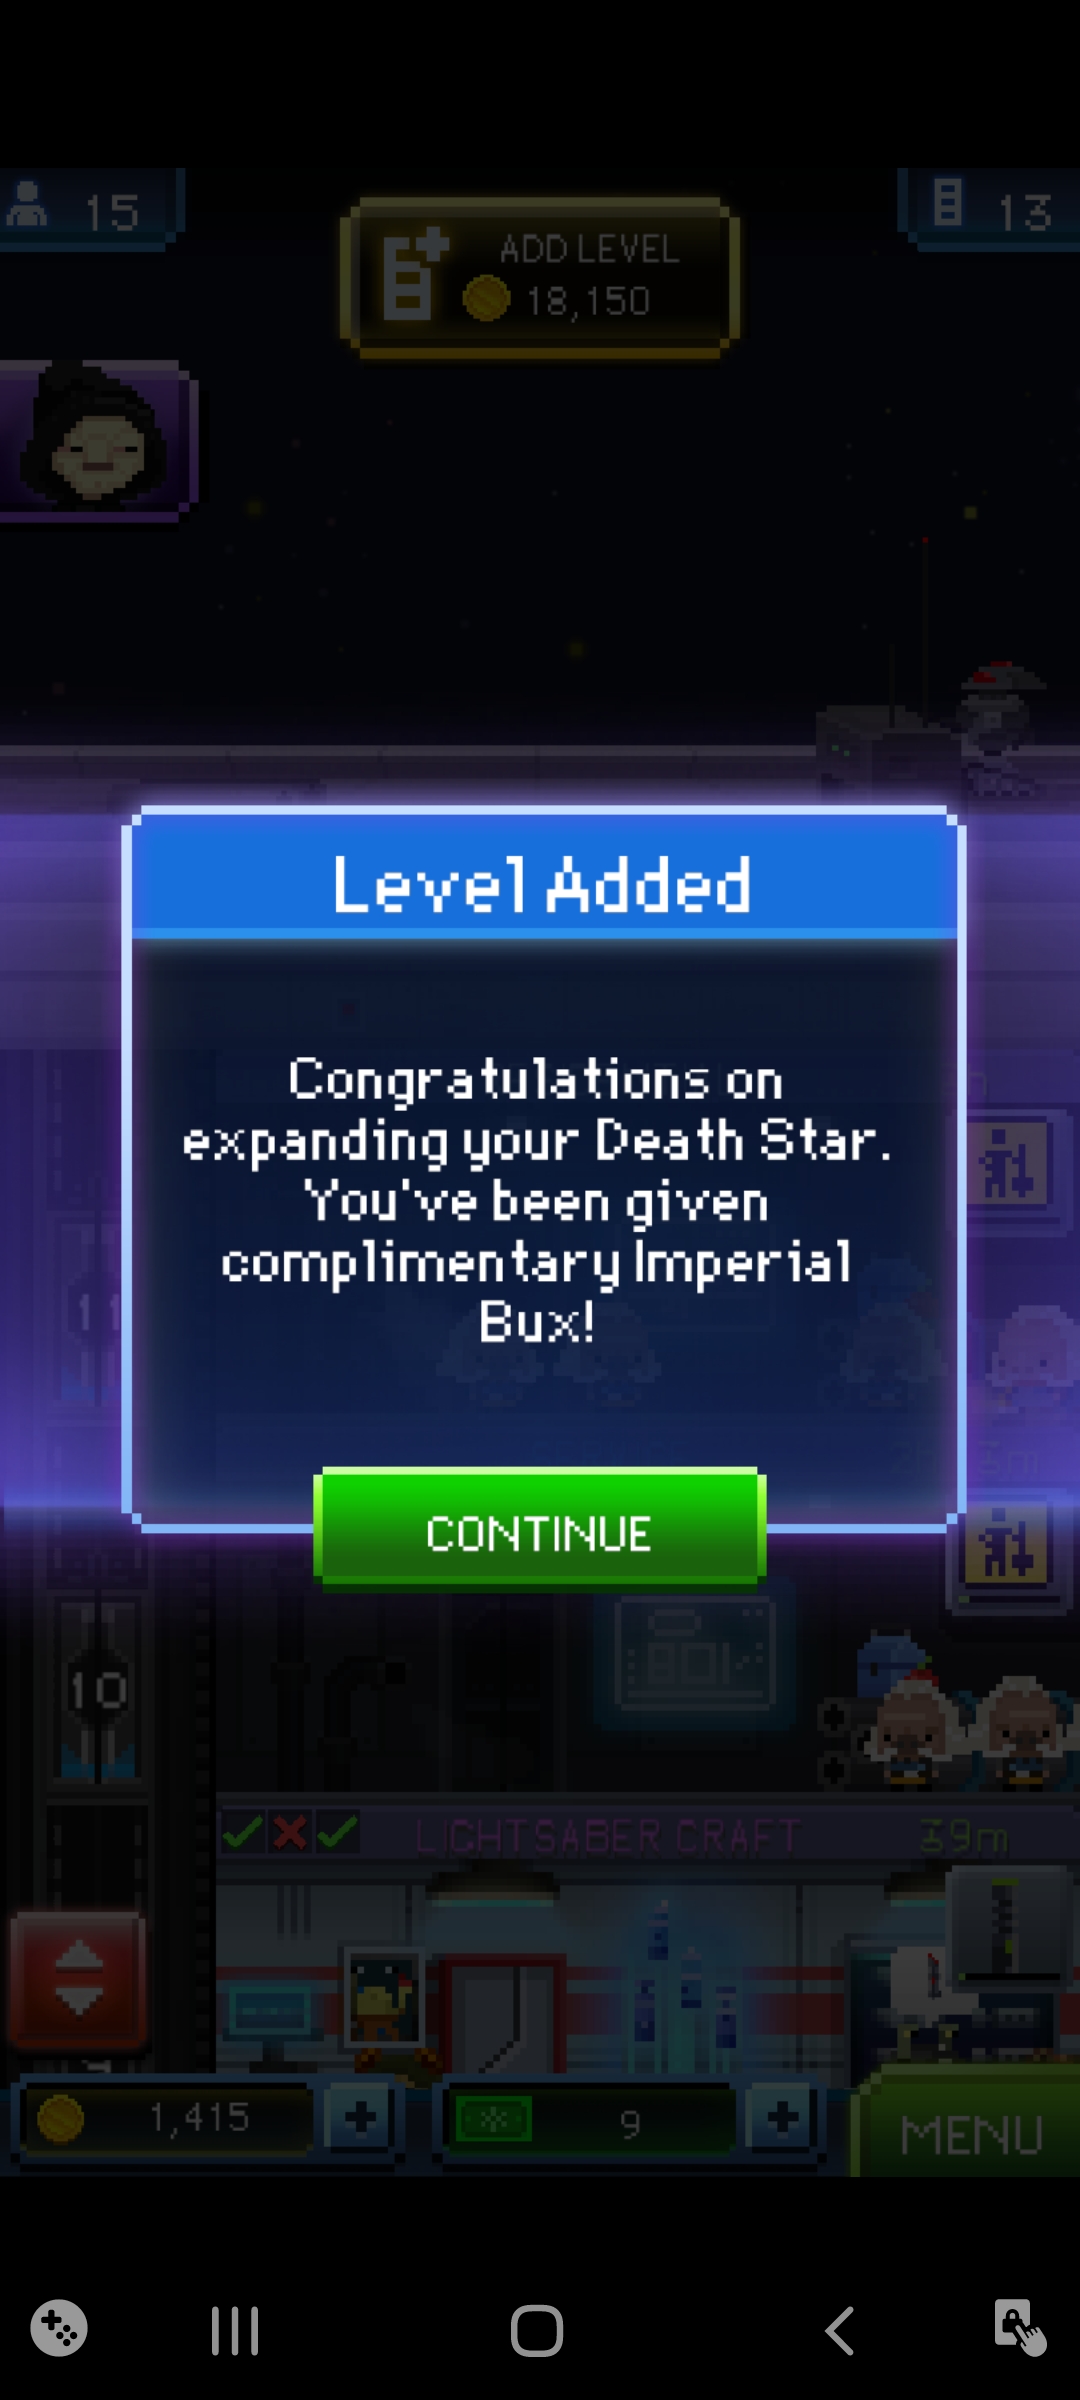 15
ADD LEVEL
18,150
13
Level Added
Congratulations on
expanding your Death Star.
You've been given
complimentary Imperial
Bux!
CONTINUE
11
10
LIGHTSABER CRAFT
39m
1,415
9
MENU